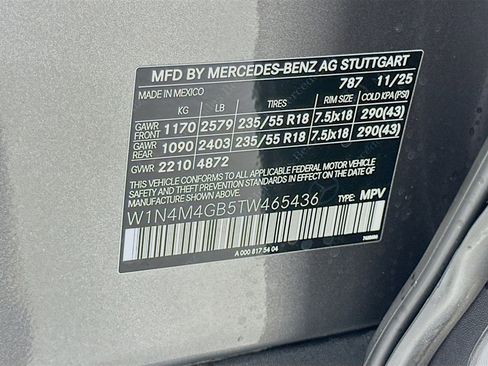 MFD BY MERCEDES-BENZ AG STUTTGART
787 11/25
MADE IN MEXICO
KG LB TIRES RIM SIZE COLD KPA(PSI)
GAWR FRONT 1170 2579 235/55 R18 7.5Jx18 290(43)
GAWR REAR 1090 2403 235/55 R18 7.5Jx18 290(43)
GVWR 2210 4872
THIS VEHICLE CONFORMS TO ALL APPLICABLE FEDERAL MOTOR VEHICLE
SAFETY, BUMPER, AND THEFT PREVENTION STANDARDS IN EFFECT ON THE
DATE OF MANUFACTURE SHOWN ABOVE.
W1N4M4GB5TW465436 TYPE: MPV
A 000 817 54 04